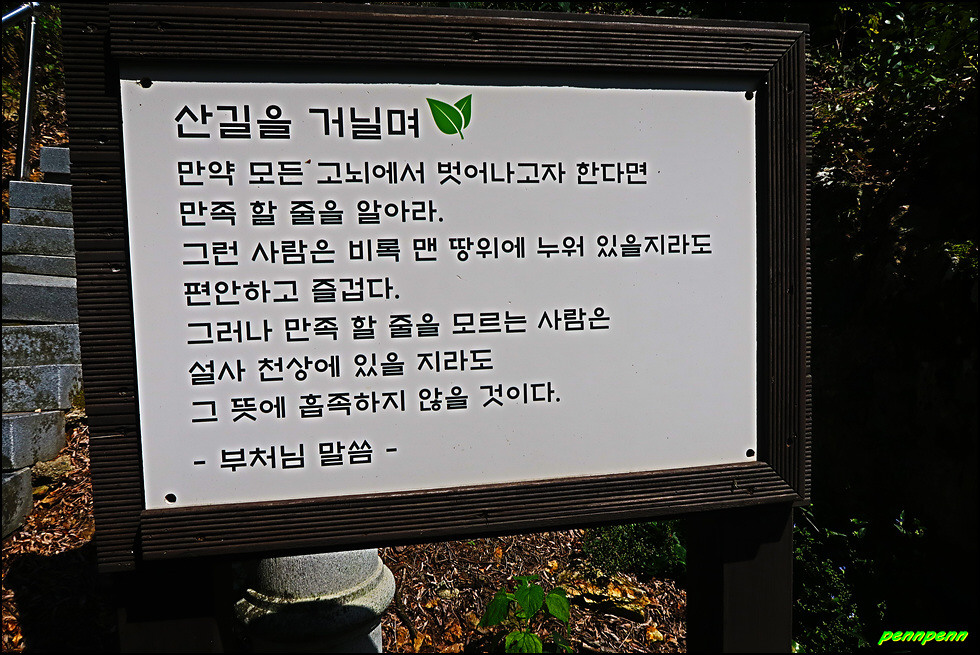 산길을 거닐며
만약 모든 고뇌에서 벗어나고자 한다면
만족 할 줄을 알아라.
그런 사람은 비록 맨 땅위에 누워 있을지라도
편안하고 즐겁다.
그러나 만족 할 줄을 모르는 사람은
설사 천상에 있을 지라도
그 뜻에 흡족하지 않을 것이다.
- 부처님 말씀 -
pennpenn